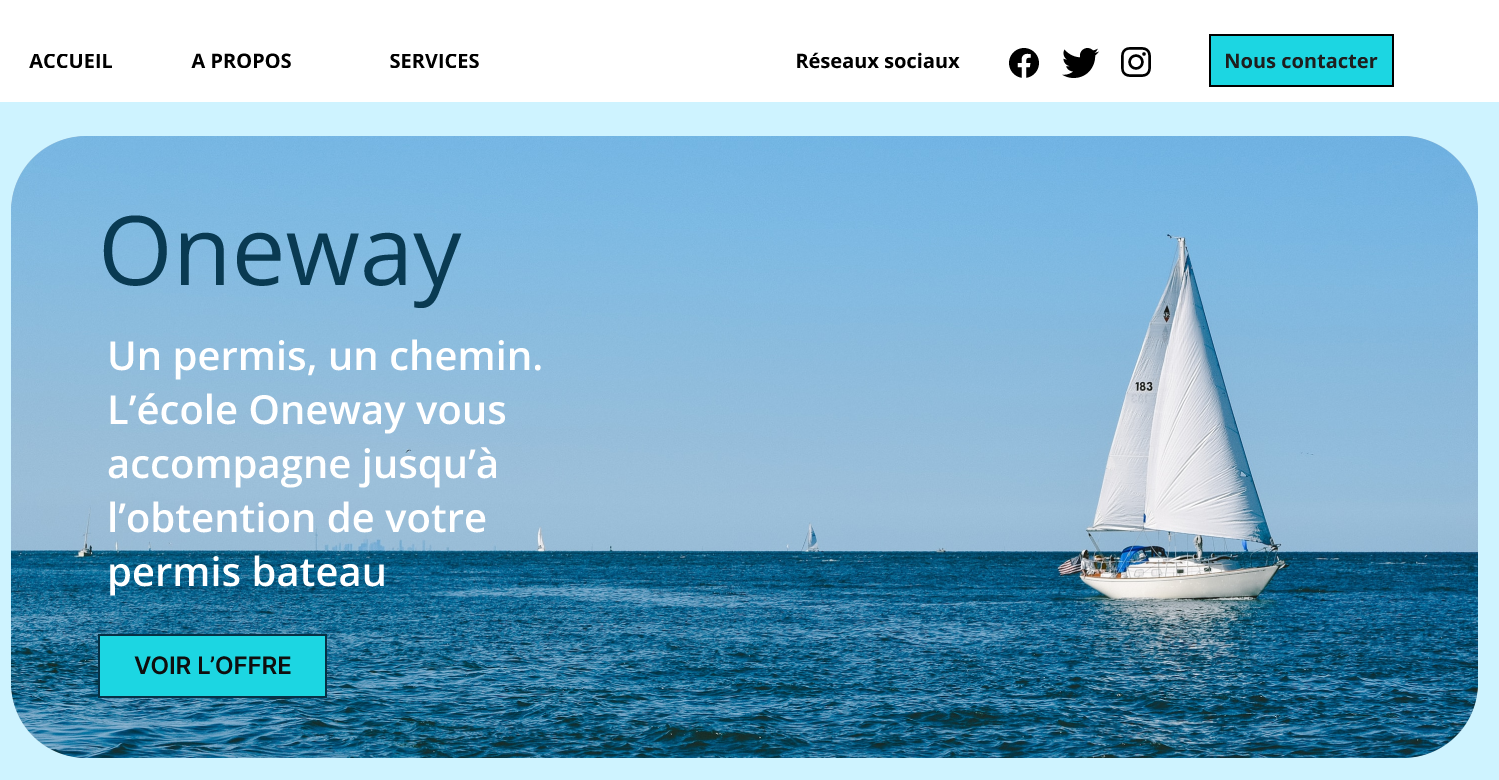 ACCUEIL
A PROPOS
SERVICES
Réseaux sociaux
Nous contacter
Oneway
Un permis, un chemin.
L’école Oneway vous
accompagne jusqu’à
l’obtention de votre
permis bateau
183
VOIR L’OFFRE